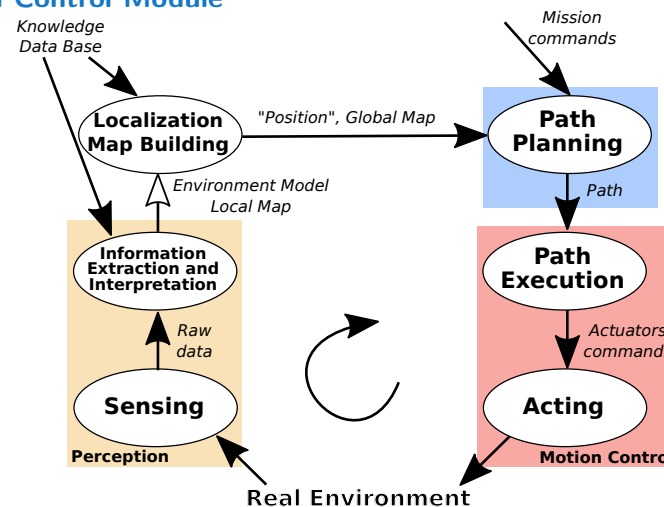 Control Module
Knowledge
Data Base
Mission
commands
Localization
Map Building
"Position", Global Map
Path
Planning
Environment Model
Local Map
Path
Information
Extraction and
Interpretation
Path
Execution
Raw
data
Actuators
command
Sensing
Acting
Perception
Motion Contro
Real Environment